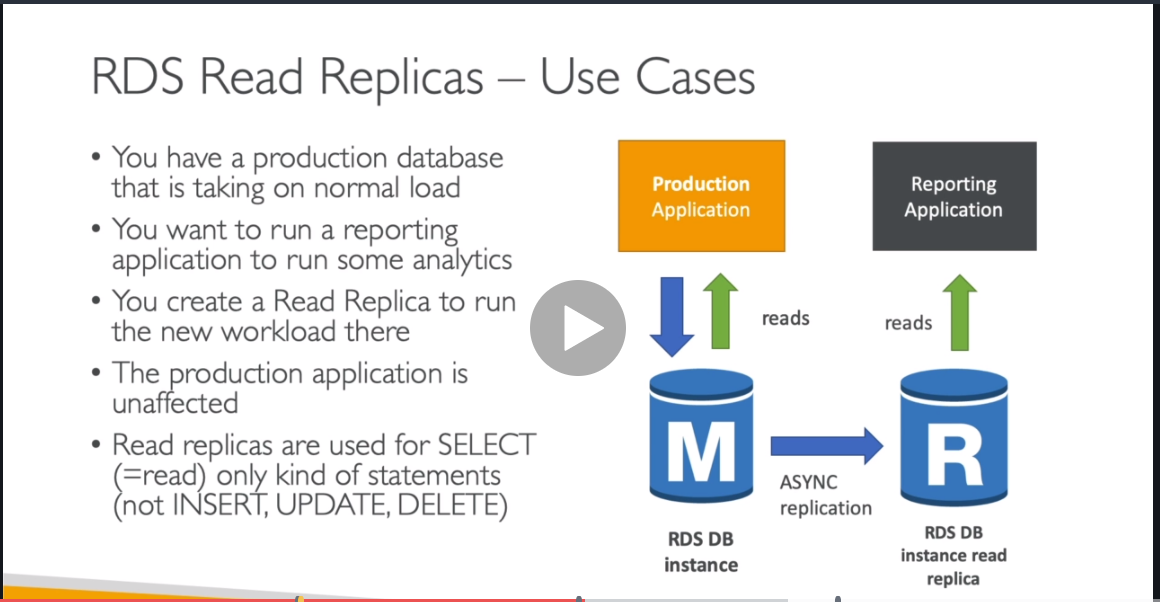 RDS Read Replicas – Use Cases
• You have a production database
that is taking on normal load
• You want to run a reporting
application to run some analytics
• You create a Read Replica to run
the new workload there
• The production application is
unaffected
• Read replicas are used for SELECT
(=read) only kind of statements
(not INSERT, UPDATE, DELETE)
Production
Application
Reporting
Application
reads
reads
M
R
ASYNC
replication
RDS DB
instance
RDS DB
instance read
replica